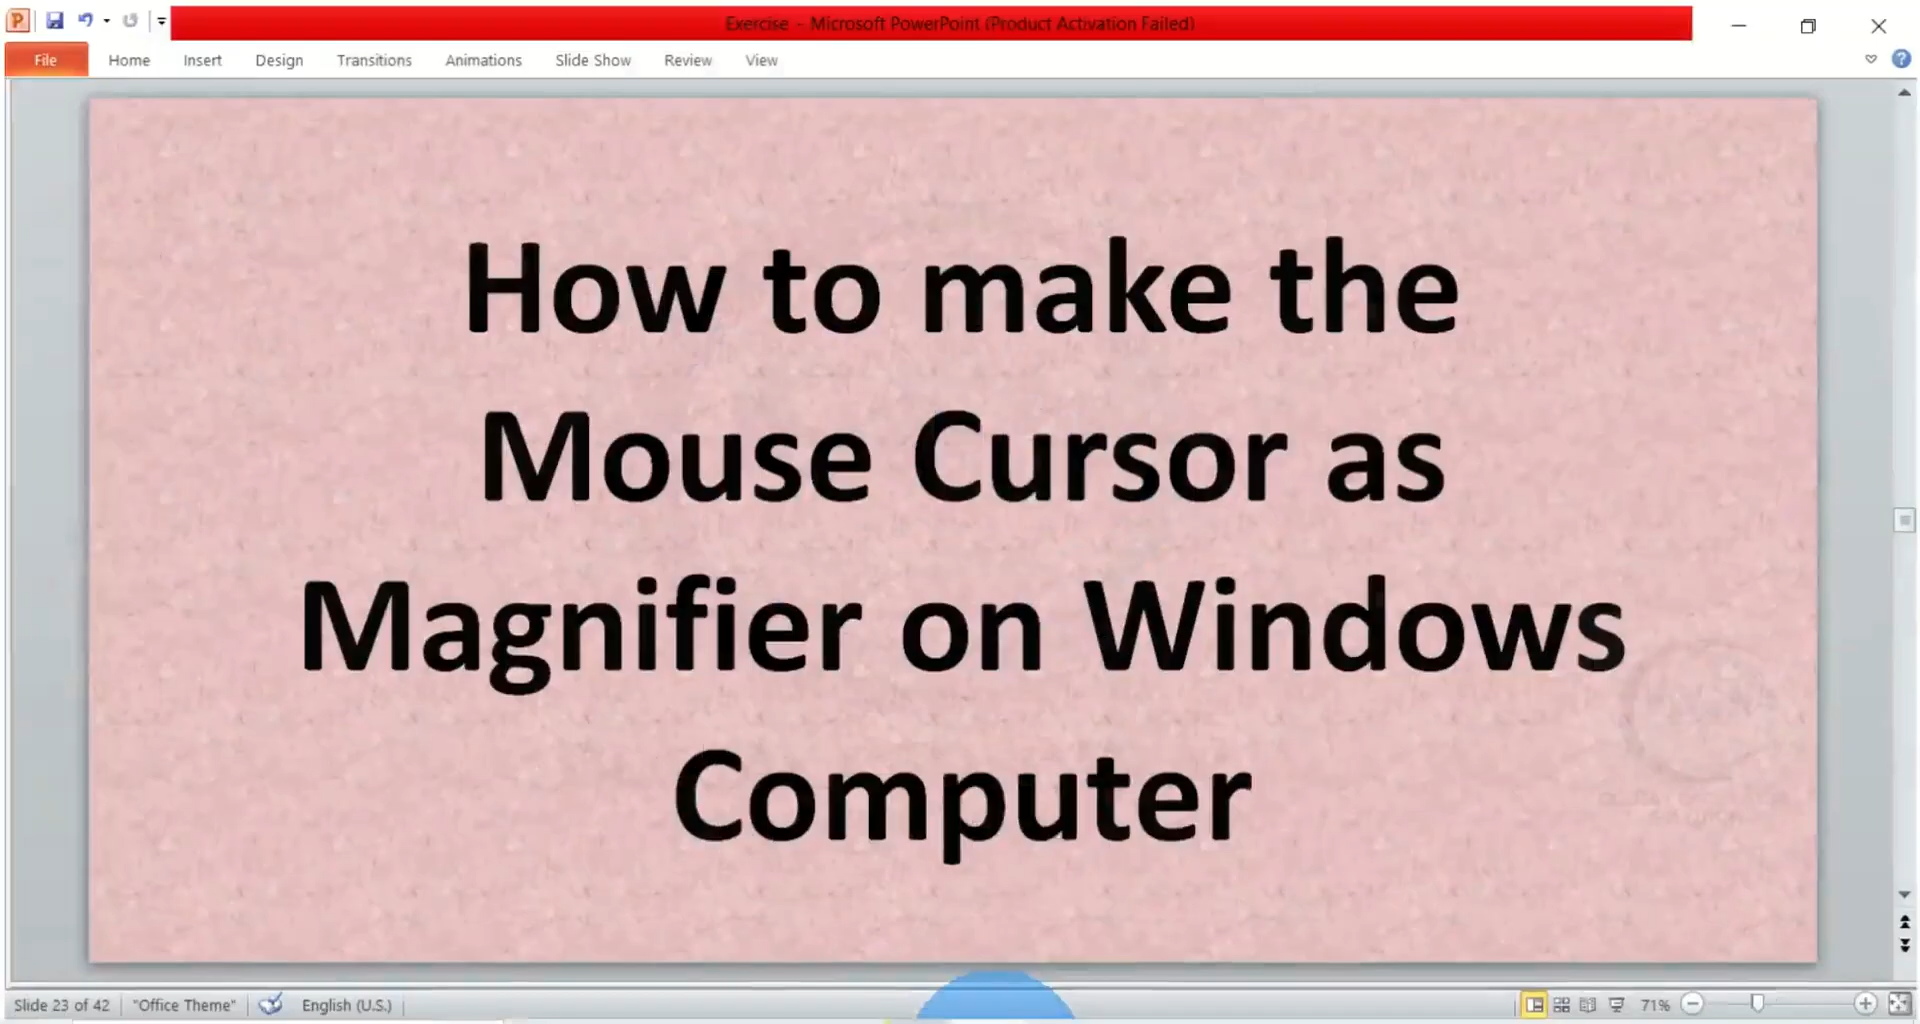 Exercise - Microsoft PowerPoint (Product Activation Failed)
File Home Insert Design Transitions Animations Slide Show Review View
How to make the
Mouse Cursor as
Magnifier on Windows
Computer
Slide 23 of 42 "Office Theme" English (U.S.) 71%